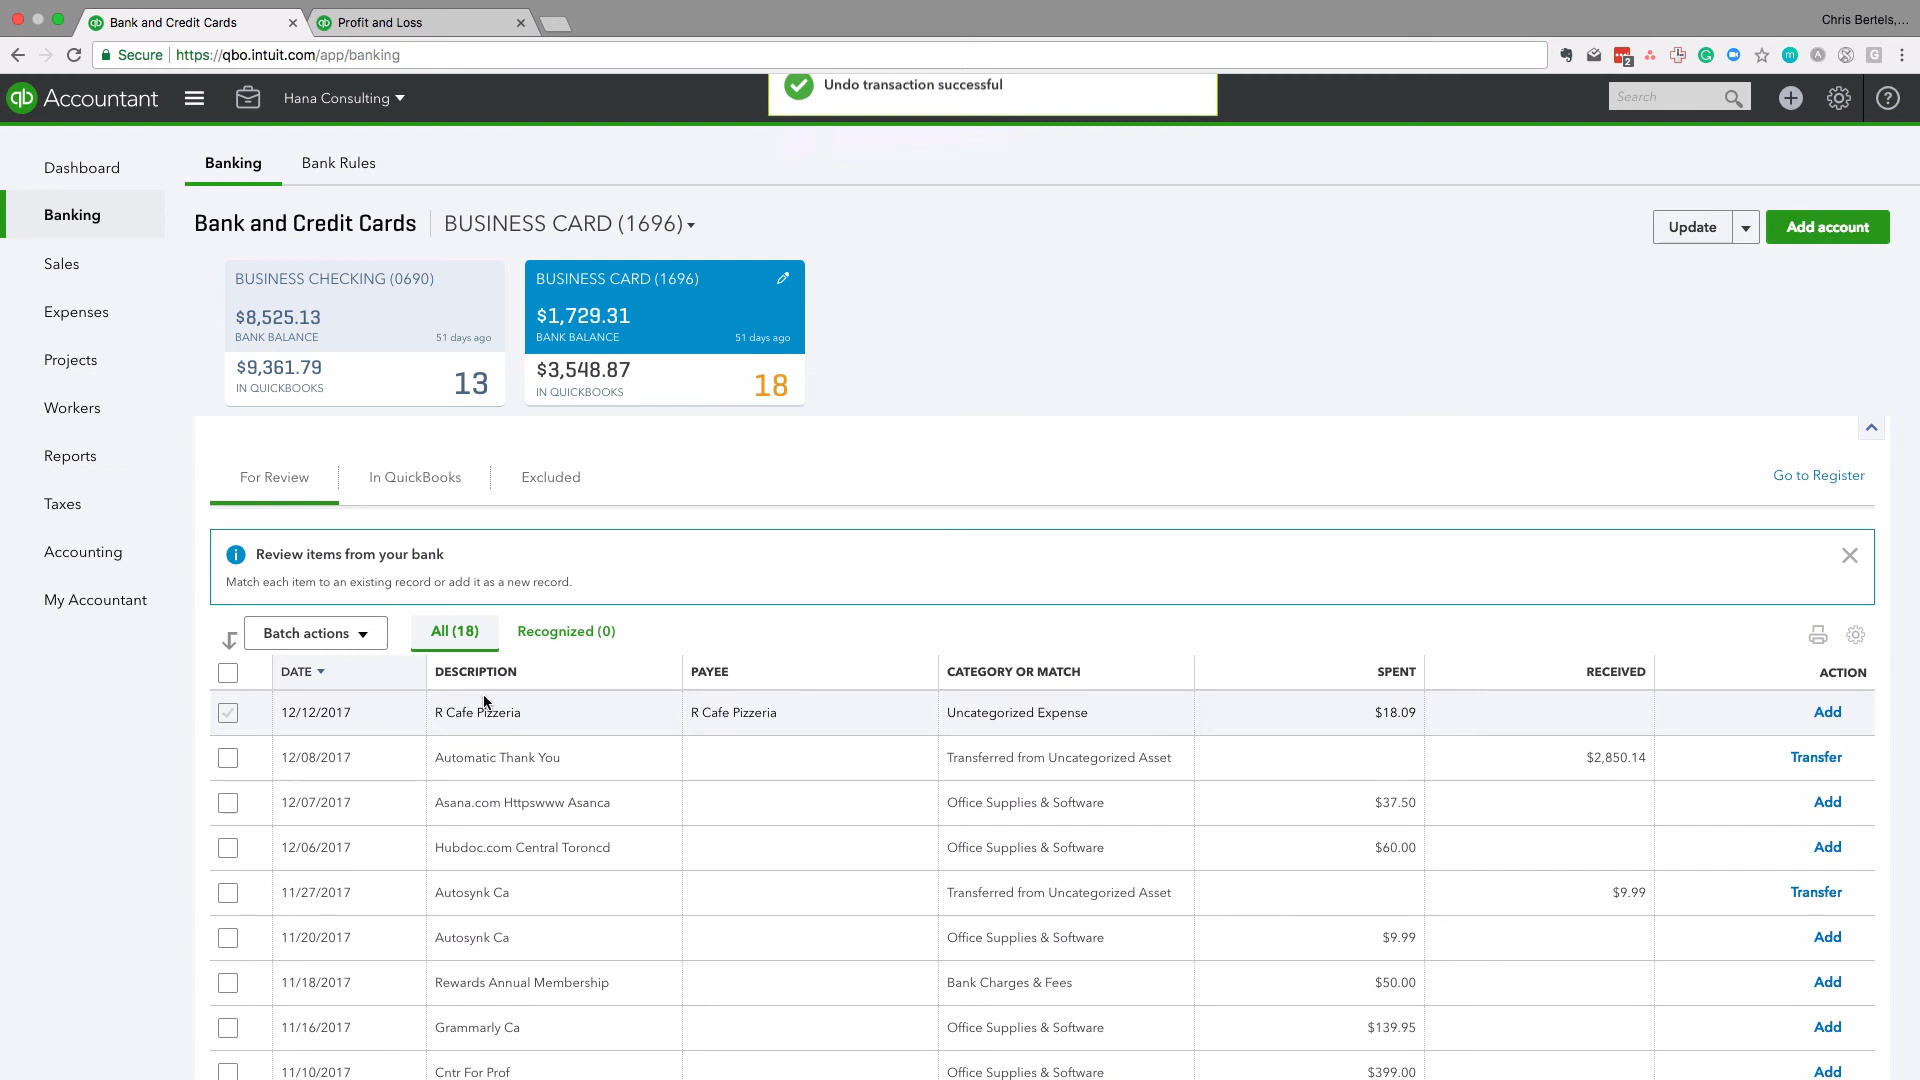 Bank and Credit Cards
Profit and Loss
Chris Bertels,...
Secure | https://qbo.intuit.com/app/banking
2
m
A
G
qb Accountant
Hana Consulting
Undo transaction successful
Search
?
Dashboard
Banking
Sales
Expenses
Projects
Workers
Reports
Taxes
Accounting
My Accountant
Banking Bank Rules
Bank and Credit Cards BUSINESS CARD (1696)
Update
Add account
BUSINESS CHECKING (0690)
$8,525.13
BANK BALANCE 51 days ago
$9,361.79
IN QUICKBOOKS
13
BUSINESS CARD (1696)
$1,729.31
BANK BALANCE 51 days ago
$3,548.87
IN QUICKBOOKS
18
For Review In QuickBooks Excluded
Go to Register
Review items from your bank
Match each item to an existing record or add it as a new record.
Batch actions All (18) Recognized (0)
DATE DESCRIPTION PAYEE CATEGORY OR MATCH SPENT RECEIVED ACTION
12/12/2017 R Cafe Pizzeria R Cafe Pizzeria Uncategorized Expense $18.09 Add
12/08/2017 Automatic Thank You Transferred from Uncategorized Asset $2,850.14 Transfer
12/07/2017 Asana.com Httpswww Asanca Office Supplies & Software $37.50 Add
12/06/2017 Hubdoc.com Central Toroncd Office Supplies & Software $60.00 Add
11/27/2017 Autosynk Ca Transferred from Uncategorized Asset $9.99 Transfer
11/20/2017 Autosynk Ca Office Supplies & Software $9.99 Add
11/18/2017 Rewards Annual Membership Bank Charges & Fees $50.00 Add
11/16/2017 Grammarly Ca Office Supplies & Software $139.95 Add
11/10/2017 Cntr For Prof Office Supplies & Software $399.00 Add